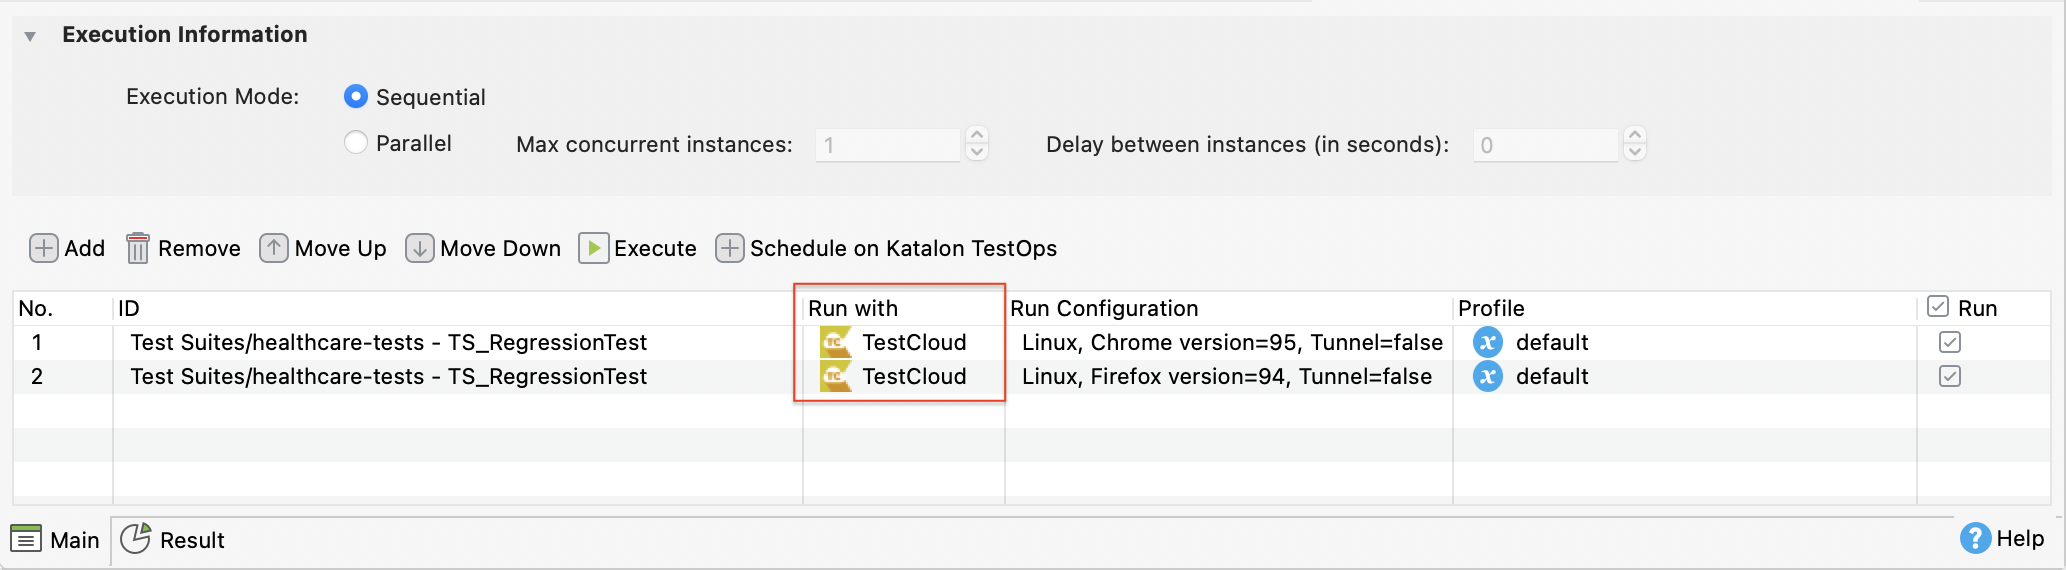 Execution Information
Execution Mode: Sequential
Parallel Max concurrent instances: 1 Delay between instances (in seconds): 0
Add Remove Move Up Move Down Execute Schedule on Katalon TestOps
No. ID Run with Run Configuration Profile Run
1 Test Suites/healthcare-tests - TS_RegressionTest TC TestCloud Linux, Chrome version=95, Tunnel=false x default
2 Test Suites/healthcare-tests - TS_RegressionTest TC TestCloud Linux, Firefox version=94, Tunnel=false x default
Main Result ? Help